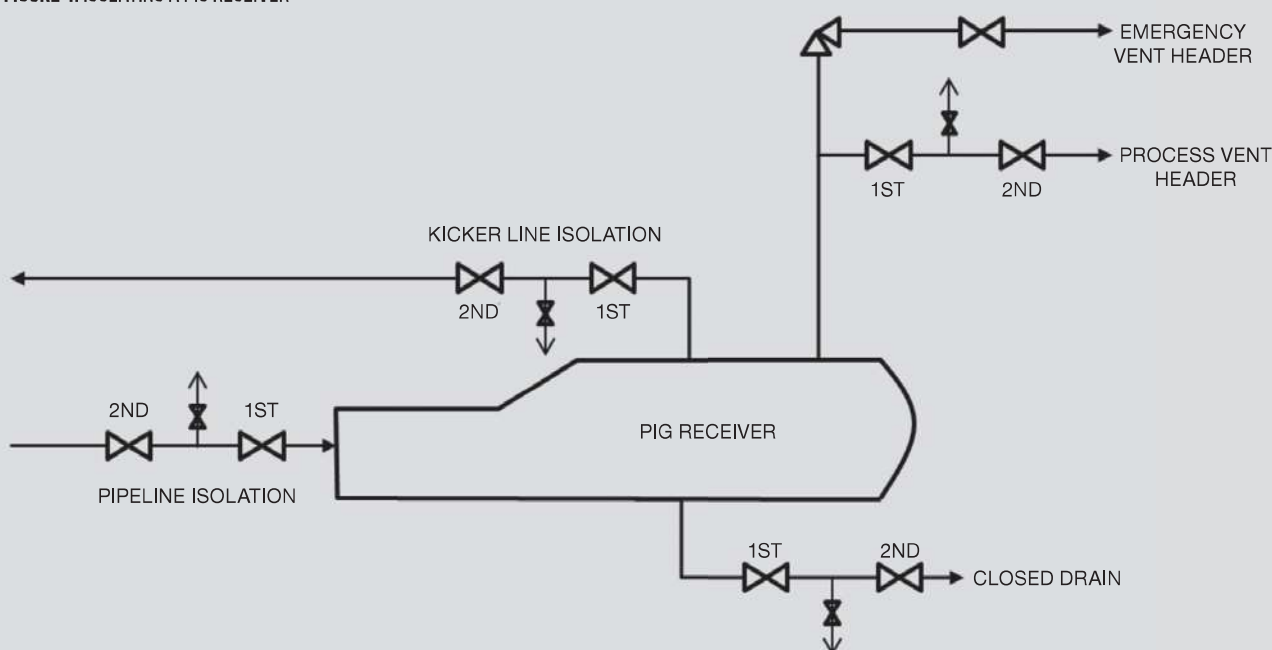 EMERGENCY
VENT HEADER
PROCESS VENT
HEADER
1ST
2ND
KICKER LINE ISOLATION
2ND
1ST
2ND
1ST
PIG RECEIVER
PIPELINE ISOLATION
1ST
2ND
CLOSED DRAIN